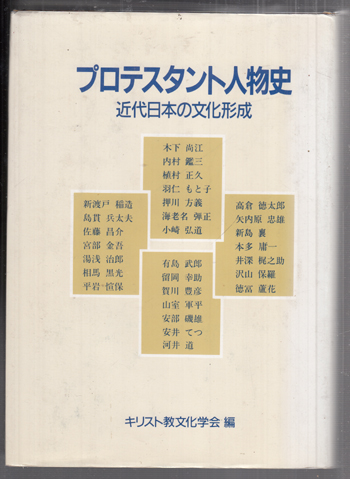 プロテスタント人物史
近代日本の文化形成
木下 尚江
内村 鑑三
植村 正久
羽仁 もと子
押川 方義
海老名 弾正
小崎 弘道
新渡戸 稲造
島貫 兵太夫
佐藤 昌介
宮部 金吾
湯浅 治郎
相馬 黒光
平岩 愃保
高倉 徳太郎
矢内原 忠雄
新島 襄
本多 庸一
井深 梶之助
沢山 保羅
徳富 蘆花
有島 武郎
留岡 幸助
賀川 豊彦
山室 軍平
安部 磯雄
安井 てつ
河井 道
キリスト教文化学会 編